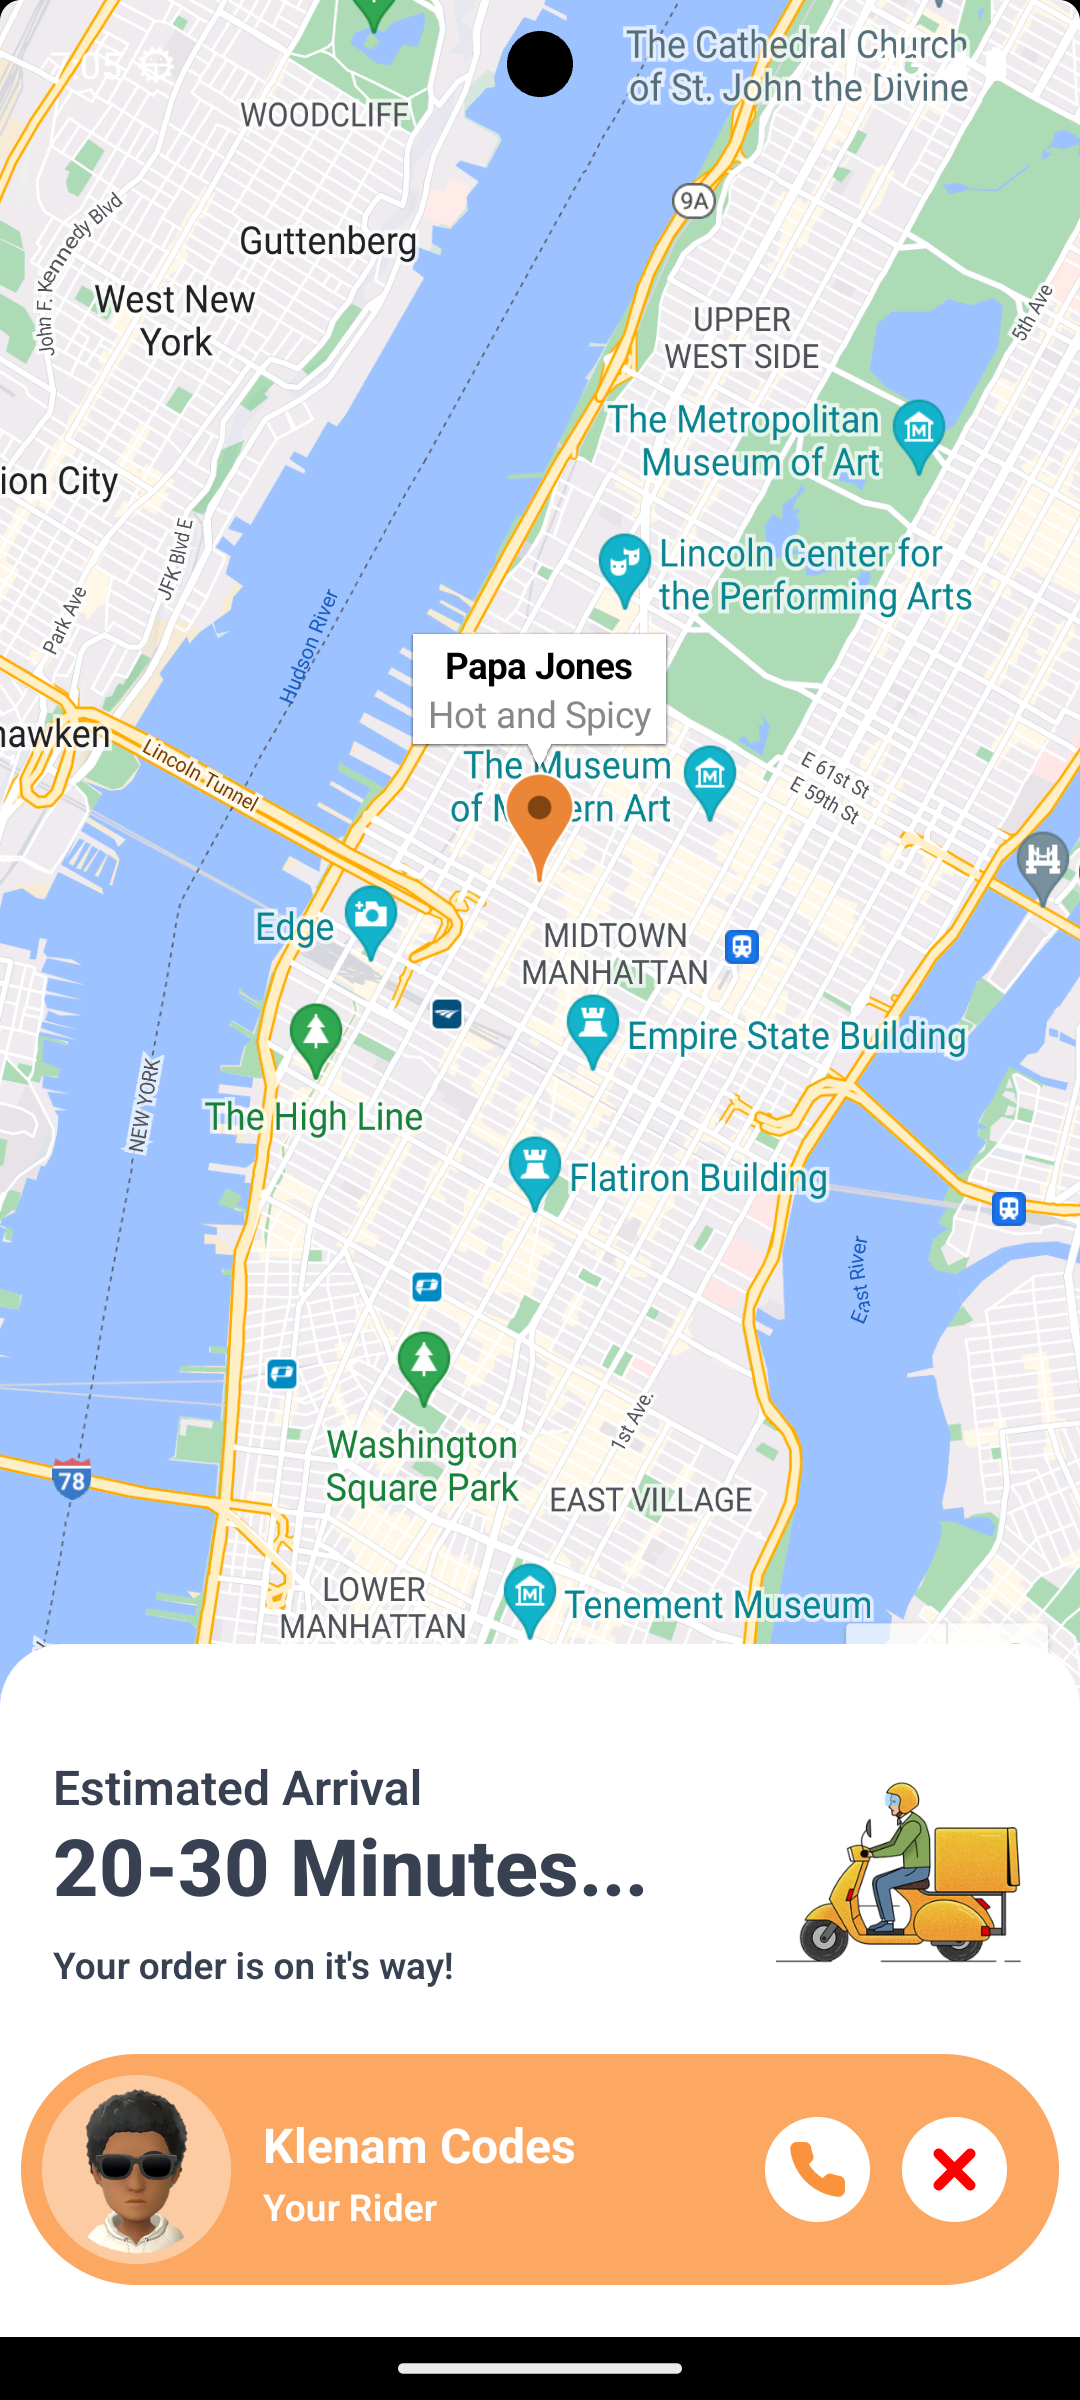 The Cathedral Church
of St. John the Divine
WOODCLIFF
9A
John F. Kennedy Blvd
Guttenberg
West New
York
5th Ave
UPPER
WEST SIDE
The Metropolitan
Museum of Art
ion City
JFK Blvd E
Lincoln Center for
the Performing Arts
Park Ave
Hudson River
Papa Jones
Hot and Spicy
hawken
Lincoln Tunnel
The Museum
of M ern Art
E 61st St
E 59th St
Edge
MIDTOWN
MANHATTAN
Empire State Building
NEW YORK
The High Line
Flatiron Building
East River
1st Ave.
Washington
Square Park
78
EAST VILLAGE
LOWER
MANHATTAN
Tenement Museum
Estimated Arrival
20-30 Minutes...
Your order is on it's way!
Klenam Codes
Your Rider